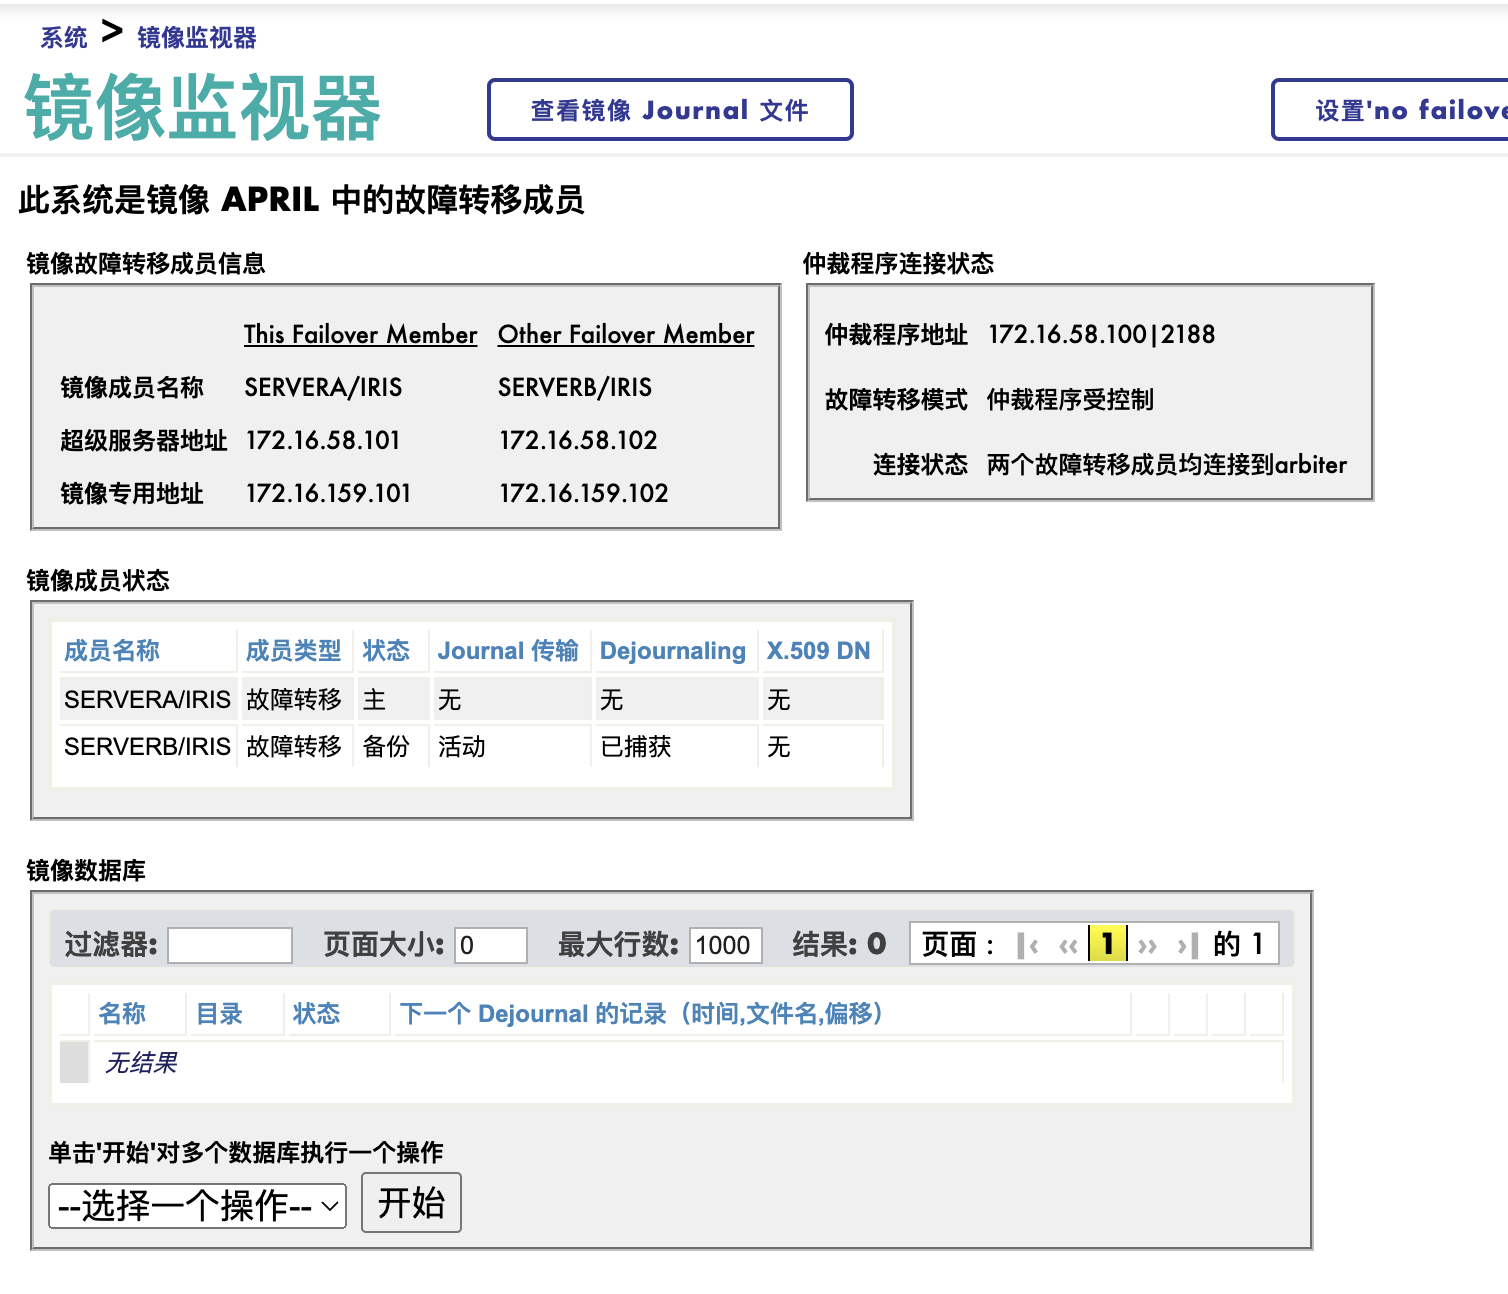 系统 > 镜像监视器
镜像监视器
查看镜像 Journal 文件
设置'no failove
此系统是镜像 APRIL 中的故障转移成员
镜像故障转移成员信息
This Failover Member Other Failover Member
镜像成员名称 SERVERA/IRIS SERVERB/IRIS
超级服务器地址 172.16.58.101 172.16.58.102
镜像专用地址 172.16.159.101 172.16.159.102
仲裁程序连接状态
仲裁程序地址 172.16.58.100|2188
故障转移模式 仲裁程序受控制
连接状态 两个故障转移成员均连接到arbiter
镜像成员状态
成员名称 成员类型 状态 Journal 传输 Dejournaling X.509 DN
SERVERA/IRIS 故障转移 主 无 无 无
SERVERB/IRIS 故障转移 备份 活动 已捕获 无
镜像数据库
过滤器: 页面大小: 0 最大行数: 1000 结果: 0 页面： |‹ ‹‹ 1 ›› ›| 的 1
名称 目录 状态 下一个 Dejournal 的记录（时间,文件名,偏移）
无结果
单击'开始'对多个数据库执行一个操作
--选择一个操作-- 开始